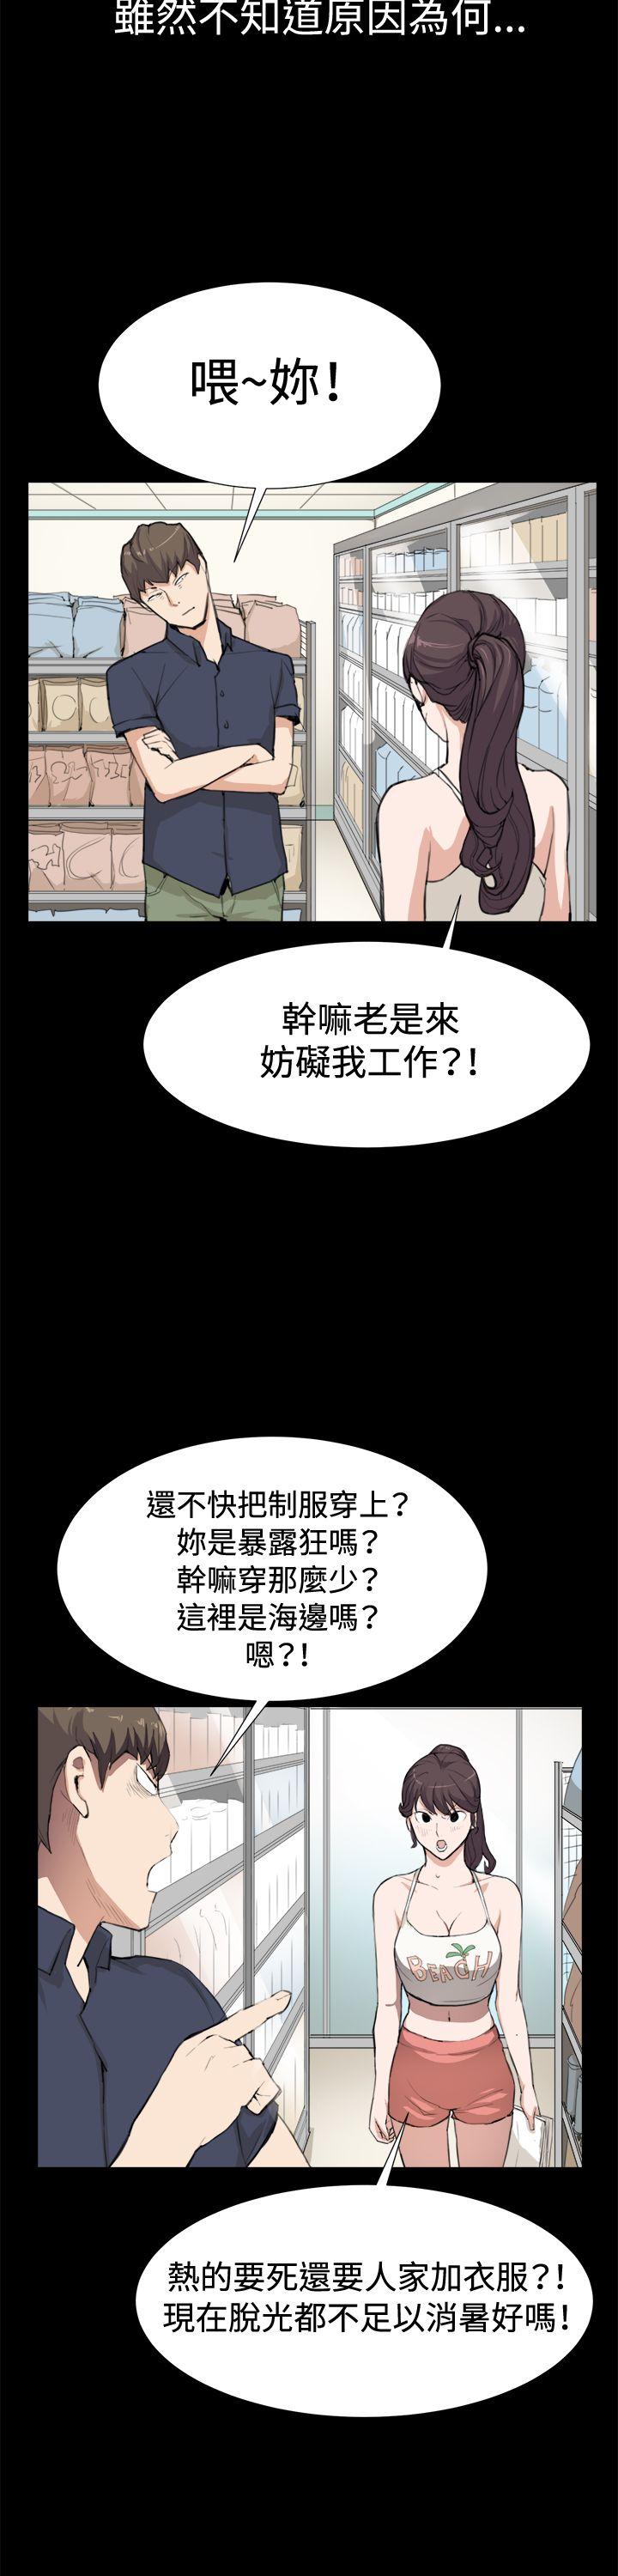 雖然不知道原因為何...
喂~妳!
幹嘛老是來
妨礙我工作?!
還不快把制服穿上?
妳是暴露狂嗎?
幹嘛穿那麼少?
這裡是海邊嗎?
嗯?!
BEACH
熱的要死還要人家加衣服?!
現在脫光都不足以消暑好嗎!